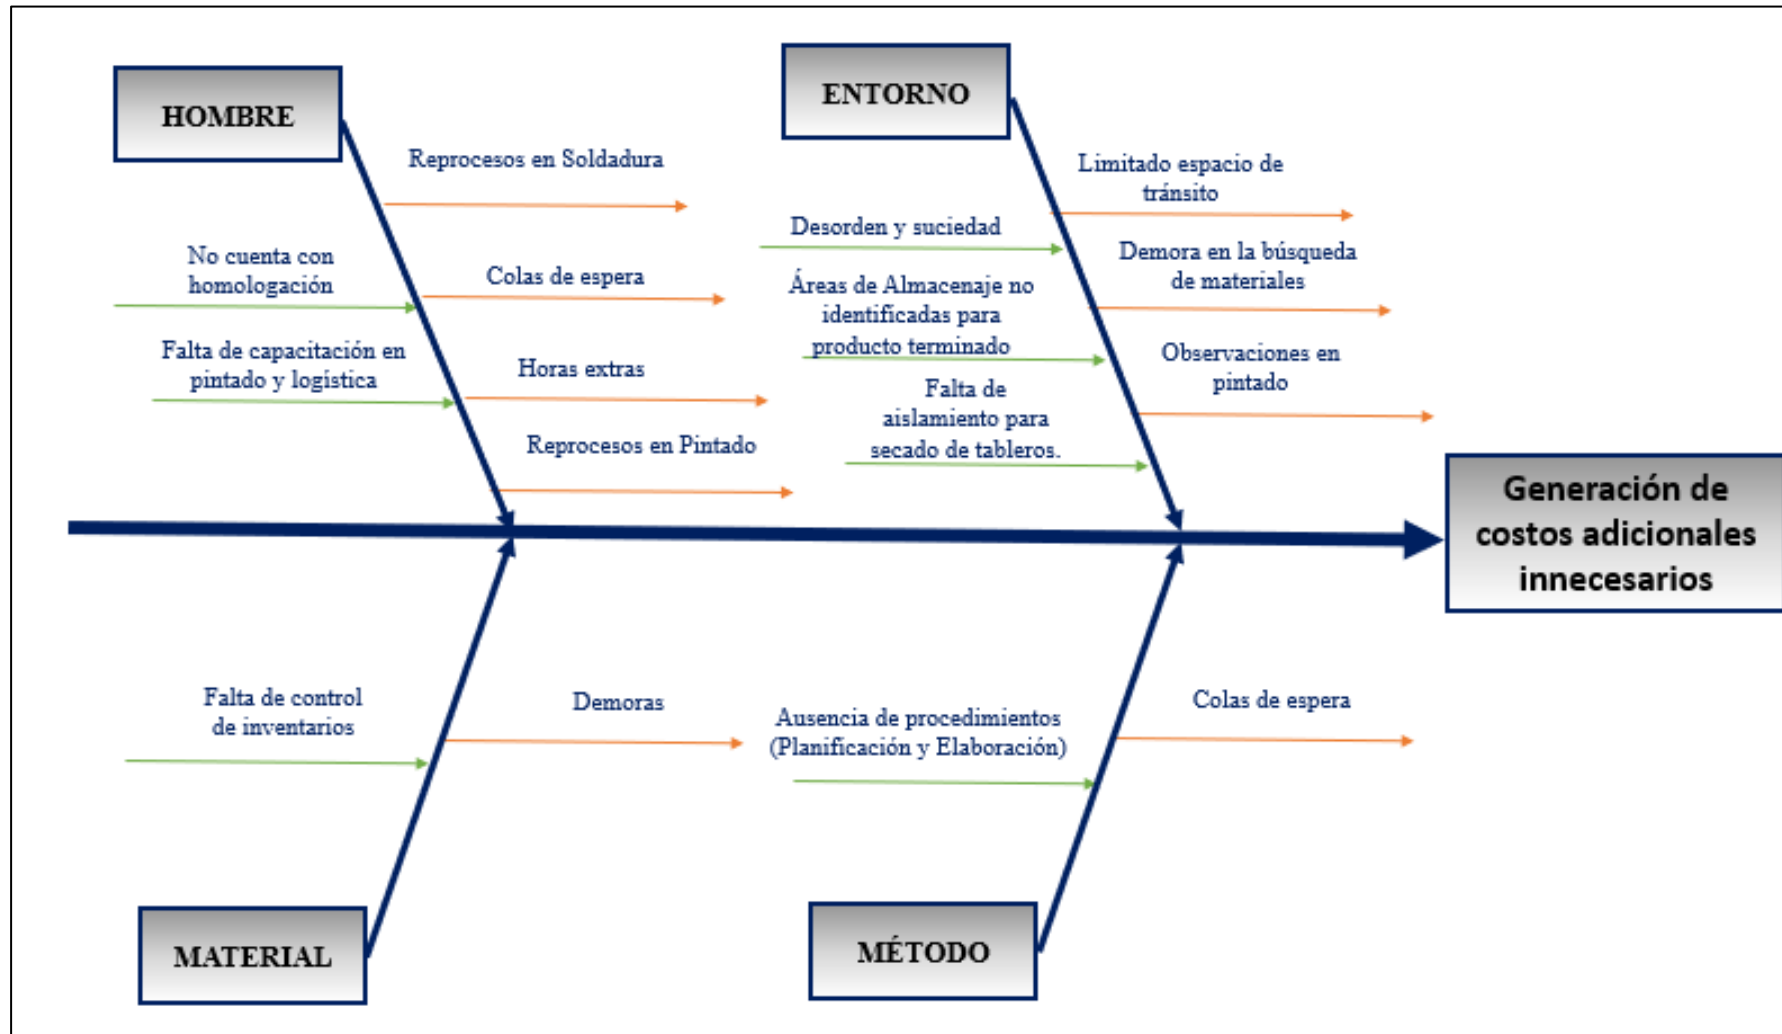 HOMBRE
Reprocesos en Soldadura
No cuenta con
homologación
Colas de espera
Falta de capacitación en
pintado y logística
Horas extras
Reprocesos en Pintado
ENTORNO
Limitado espacio de
tránsito
Desorden y suciedad
Demora en la búsqueda
de materiales
Áreas de Almacenaje no
identificadas para
producto terminado
Observaciones en
pintado
Falta de
aislamiento para
secado de tableros.
Generación de
costos adicionales
innecesarios
Falta de control
de inventarios
Demoras
MATERIAL
Ausencia de procedimientos
(Planificación y Elaboración)
Colas de espera
MÉTODO